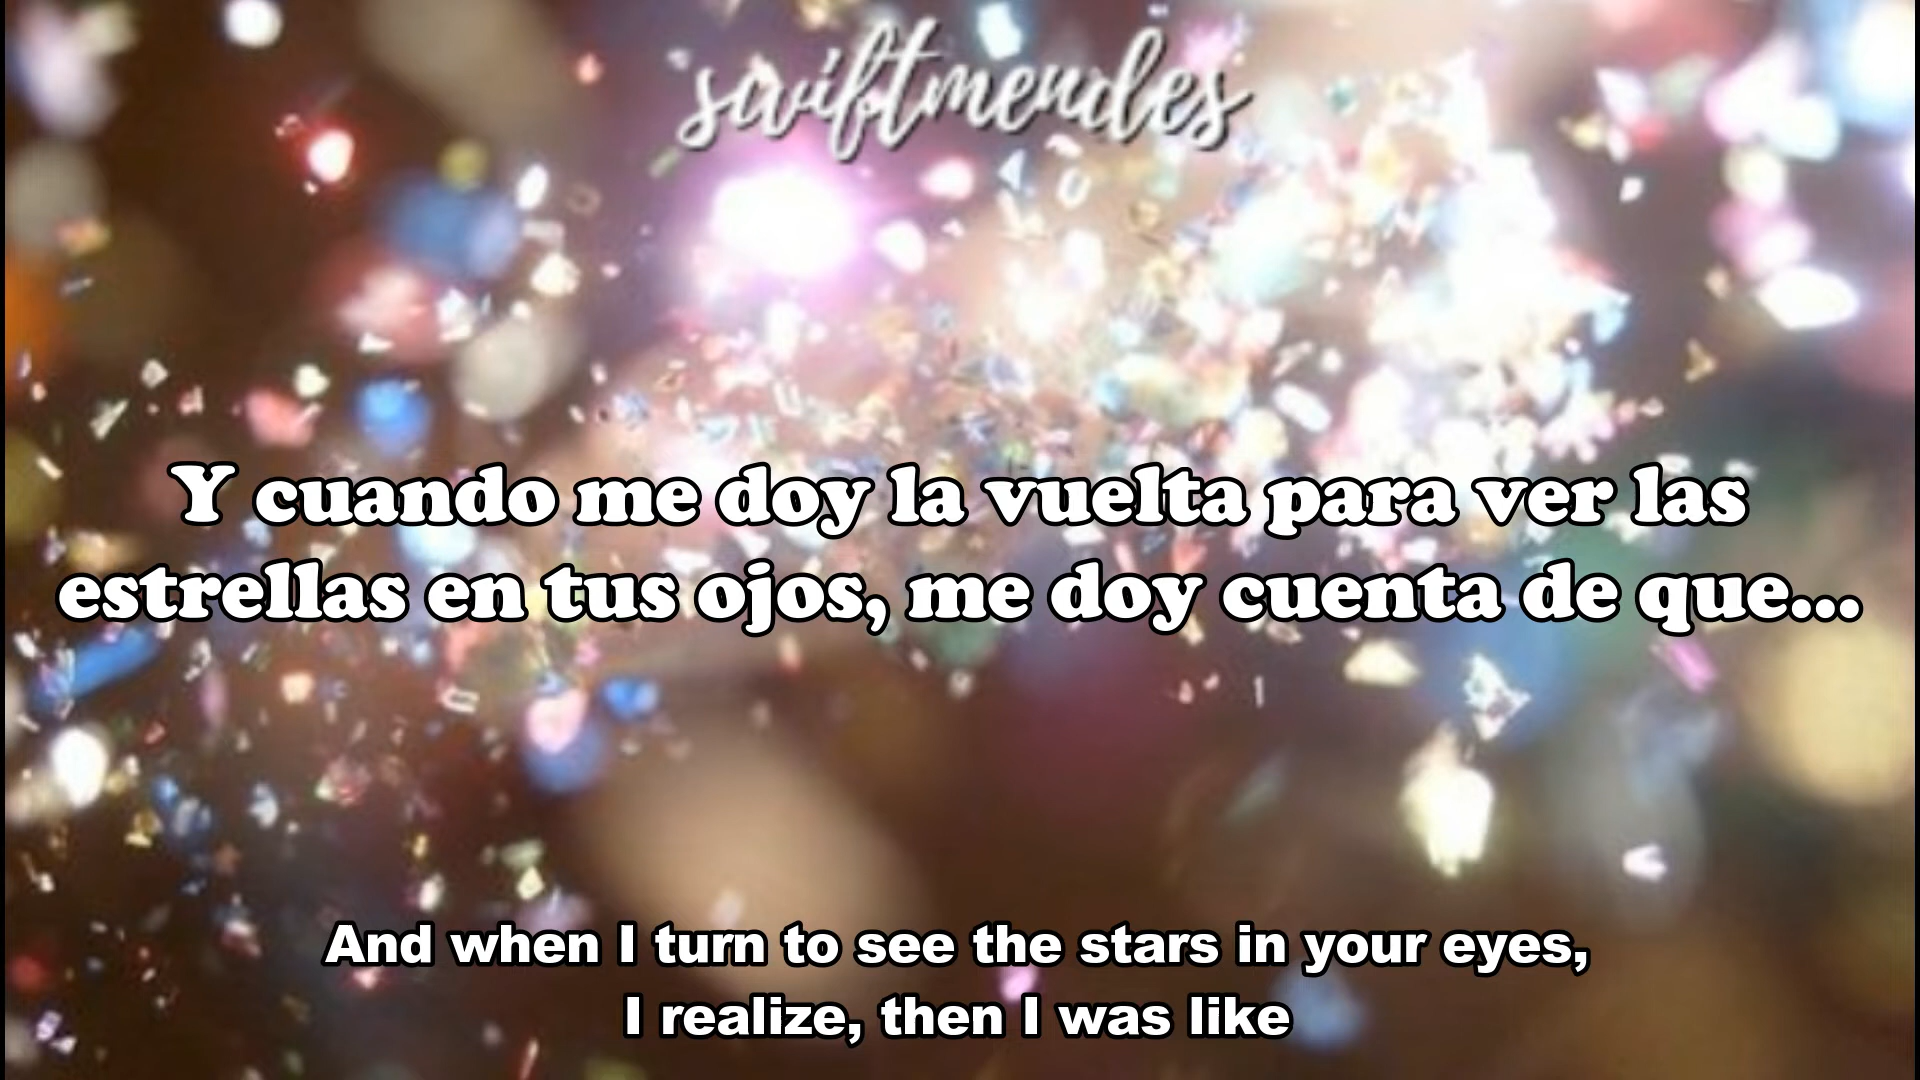 swiftmendes
Y cuando me doy la vuelta para ver las
estrellas en tus ojos, me doy cuenta de que...
And when I turn to see the stars in your eyes,
I realize, then I was like